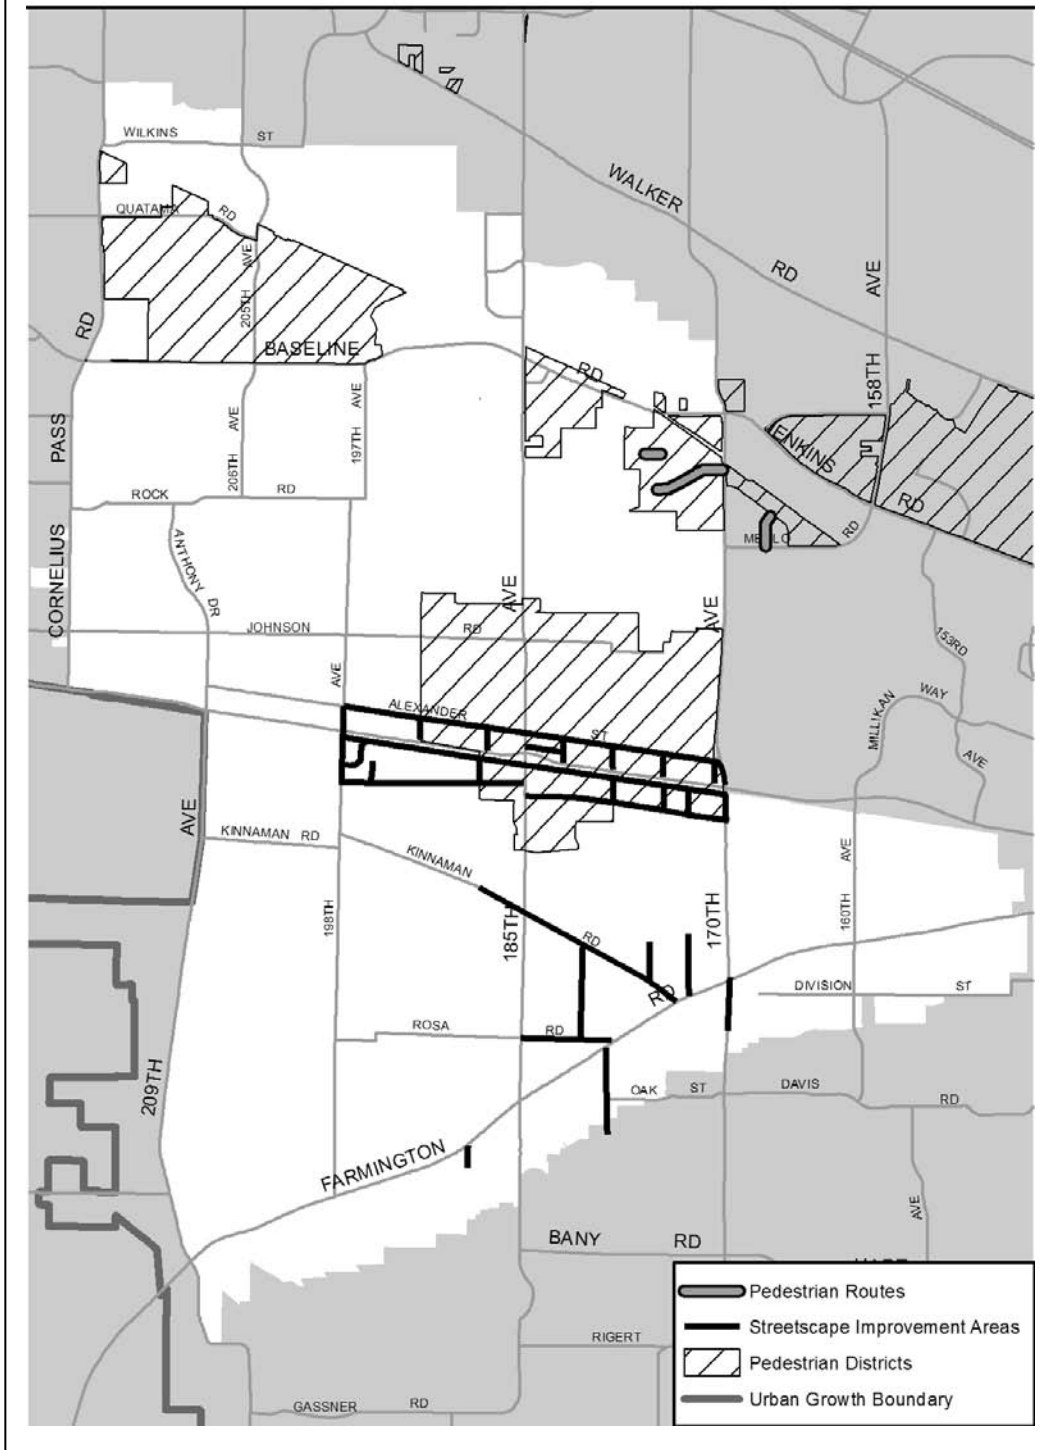 WILKINS ST
WALKER RD
QUATAMA RD
205TH AVE
158TH AVE
BASELINE RD
206TH AVE
197TH AVE
JENKINS RD
ROCK RD
CORNELIUS PASS RD
ANTHONY DR
JOHNSON RD
AVE
AVE
153RD AVE
MILLIKAN WAY
AVE
ALEXANDER ST
209TH AVE
KINNAMAN RD
KINNAMAN RD
198TH
185TH
170TH
160TH AVE
RD
DIVISION ST
ROSA RD
OAK ST
DAVIS RD
FARMINGTON
AVE
BANY RD
RIGERT
GASSNER RD
Pedestrian Routes
Streetscape Improvement Areas
Pedestrian Districts
Urban Growth Boundary